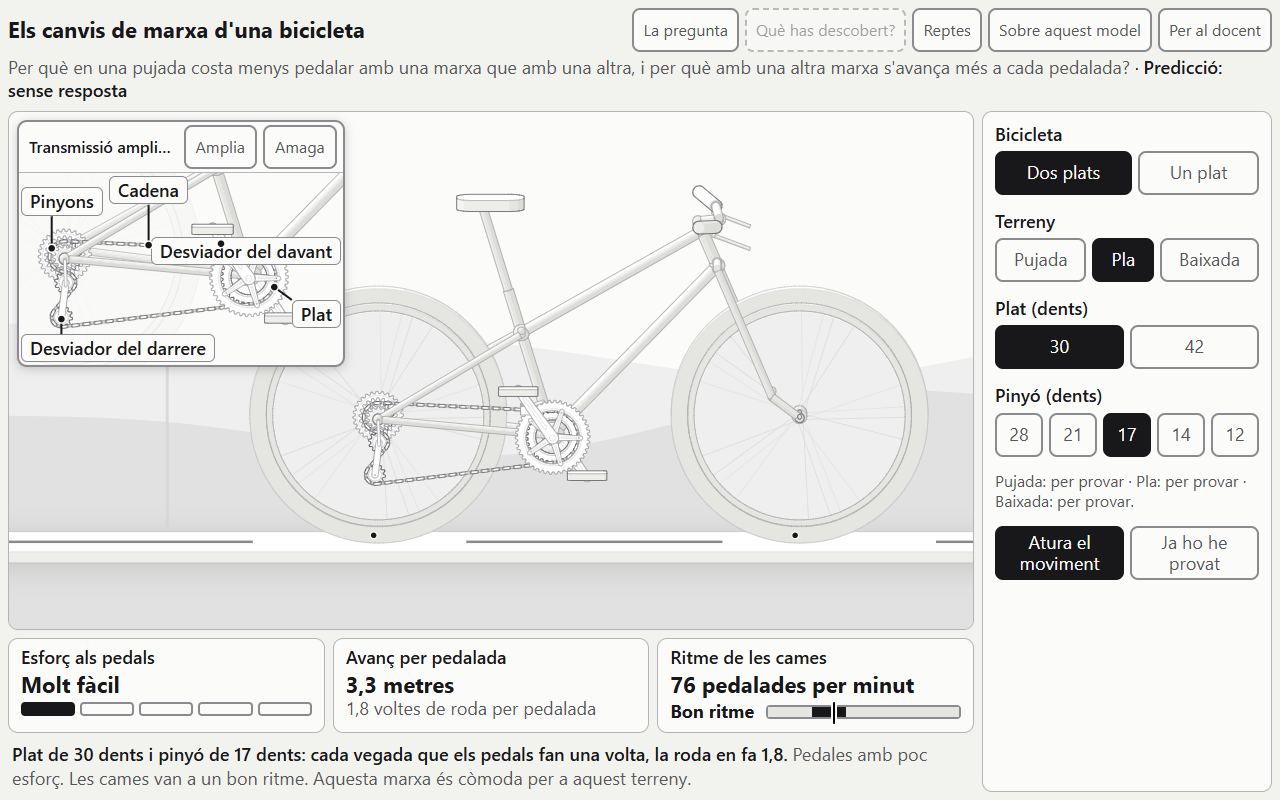 Els canvis de marxa d'una bicicleta
La pregunta
Què has descobert?
Reptes
Sobre aquest model
Per al docent
Per què en una pujada costa menys pedalar amb una marxa que amb una altra, i per què amb una altra marxa s'avança més a cada pedalada? · Predicció:
sense resposta
Transmissió ampli...
Amplia
Amaga
Pinyons
Cadena
Desviador del davant
Plat
Desviador del darrere
Bicicleta
Dos plats
Un plat
Terreny
Pujada
Pla
Baixada
Plat (dents)
30
42
Pinyó (dents)
28
21
17
14
12
Pujada: per provar · Pla: per provar ·
Baixada: per provar.
Atura el
moviment
Ja ho he
provat
Esforç als pedals
Molt fàcil
Avanç per pedalada
3,3 metres
1,8 voltes de roda per pedalada
Ritme de les cames
76 pedalades per minut
Bon ritme
Plat de 30 dents i pinyó de 17 dents: cada vegada que els pedals fan una volta, la roda en fa 1,8. Pedales amb poc
esforç. Les cames van a un bon ritme. Aquesta marxa és còmoda per a aquest terreny.